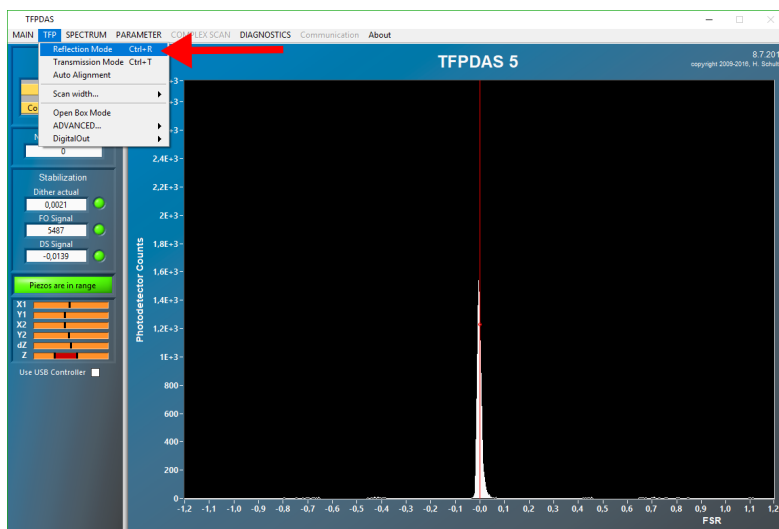 TFPDAS
MAIN TFP SPECTRUM PARAMETER COMPLEX SCAN DIAGNOSTICS Communication About
Reflection Mode Ctrl+R
Transmission Mode Ctrl+T
Auto Alignment
Scan width...
Open Box Mode
ADVANCED...
DigitalOut
Co
N
0
Stabilization
Dither actual
0,0021
FO Signal
5487
DS Signal
-0,0139
Piezos are in range
X1
Y1
X2
Y2
dZ
Z
Use USB Controller
TFPDAS 5
8.7.201
copyright 2009-2016, H. Schult
Photodetector Counts
2,4E+3
2,2E+3
2E+3
1,8E+3
1,6E+3
1,4E+3
1,2E+3
1E+3
800
600
400
200
0
-1,2 -1,1 -1,0 -0,9 -0,8 -0,7 -0,6 -0,5 -0,4 -0,3 -0,2 -0,1 -0,0 0,1 0,2 0,3 0,4 0,5 0,6 0,7 0,8 0,9 1,0 1,1 1,2
FSR